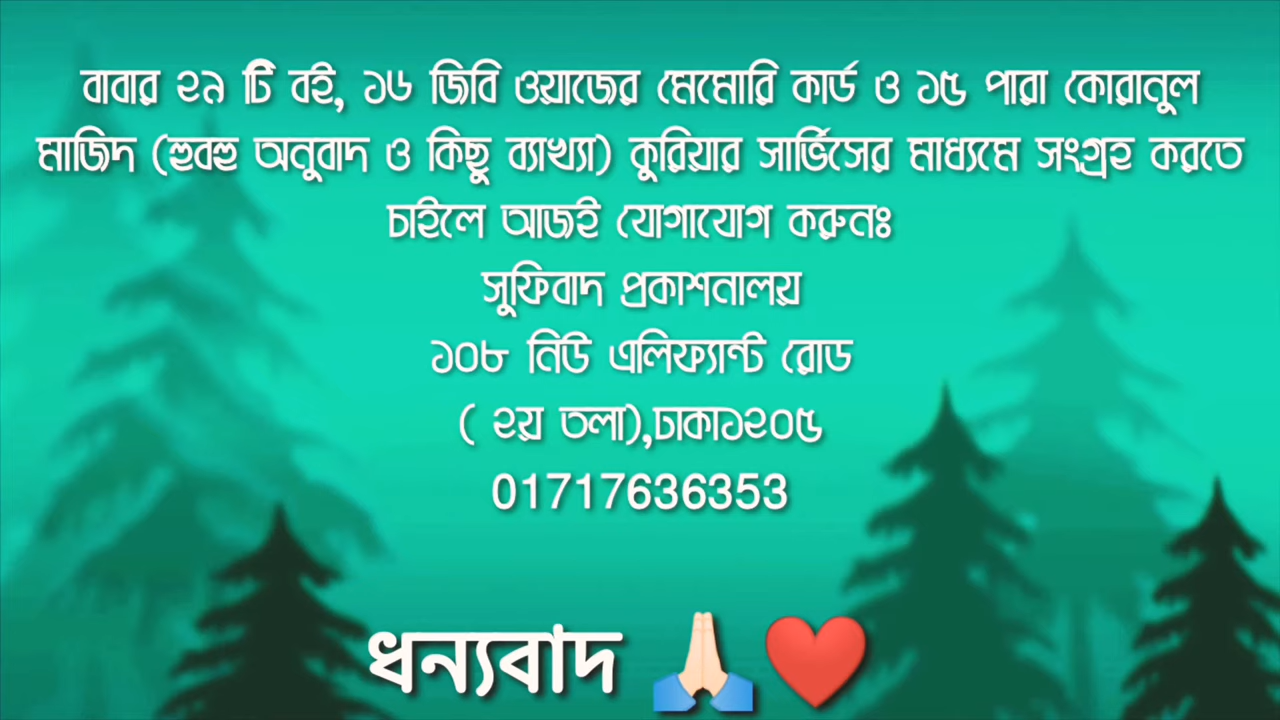 বাবার ২৯ টি বই, ১৬ জিবি ওয়াজের মেমোরি কার্ড ও ১৫ পারা কোরানুল
মাজিদ (হুবহু অনুবাদ ও কিছু ব্যাখ্যা) কুরিয়ার সার্ভিসের মাধ্যমে সংগ্রহ করতে
চাইলে আজই যোগাযোগ করুনঃ
সুফিবাদ প্রকাশনালয়
১০৮ নিউ এলিফ্যান্ট রোড
( ২য় তলা),ঢাকা১২০৫
01717636353
ধন্যবাদ 🙏🏻❤️